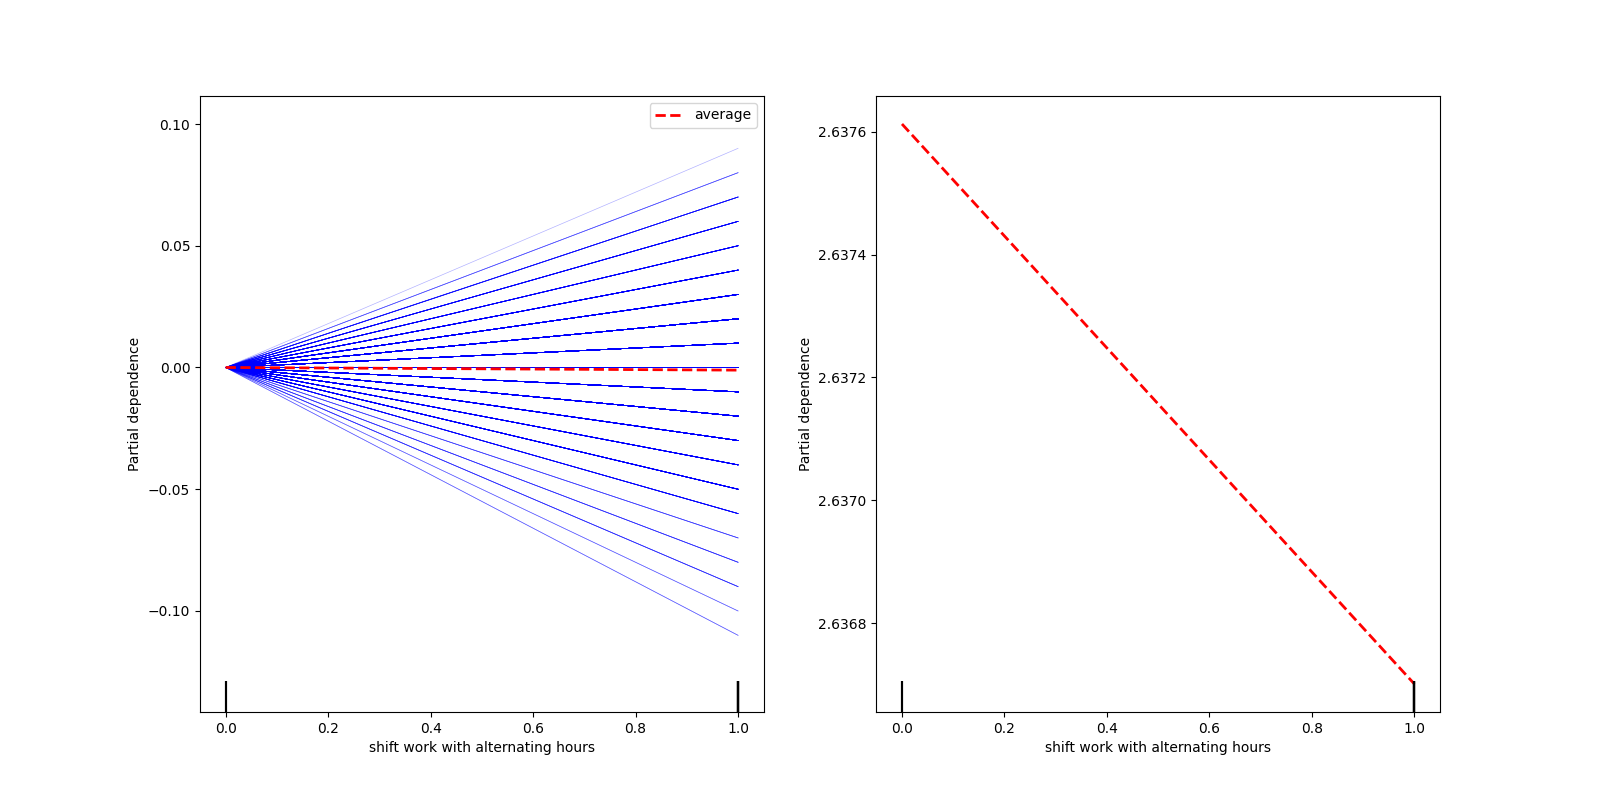 average
0.10
0.05
0.00
−0.05
−0.10
Partial dependence
0.0 0.2 0.4 0.6 0.8 1.0
shift work with alternating hours
2.6376
2.6374
2.6372
2.6370
2.6368
Partial dependence
0.0 0.2 0.4 0.6 0.8 1.0
shift work with alternating hours